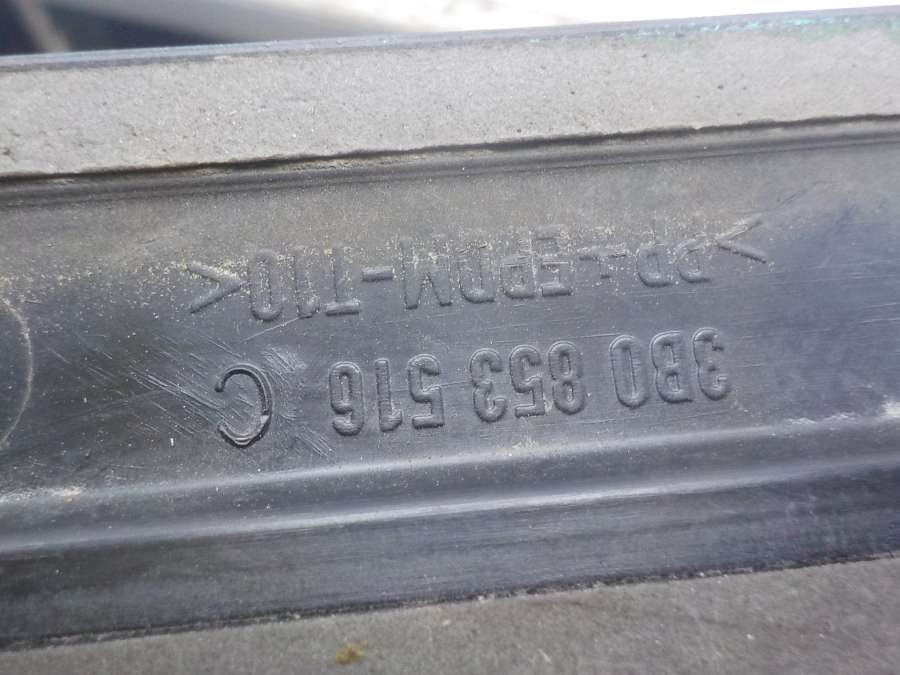 3B0 853 516 C
>PP+EPDM-T10<